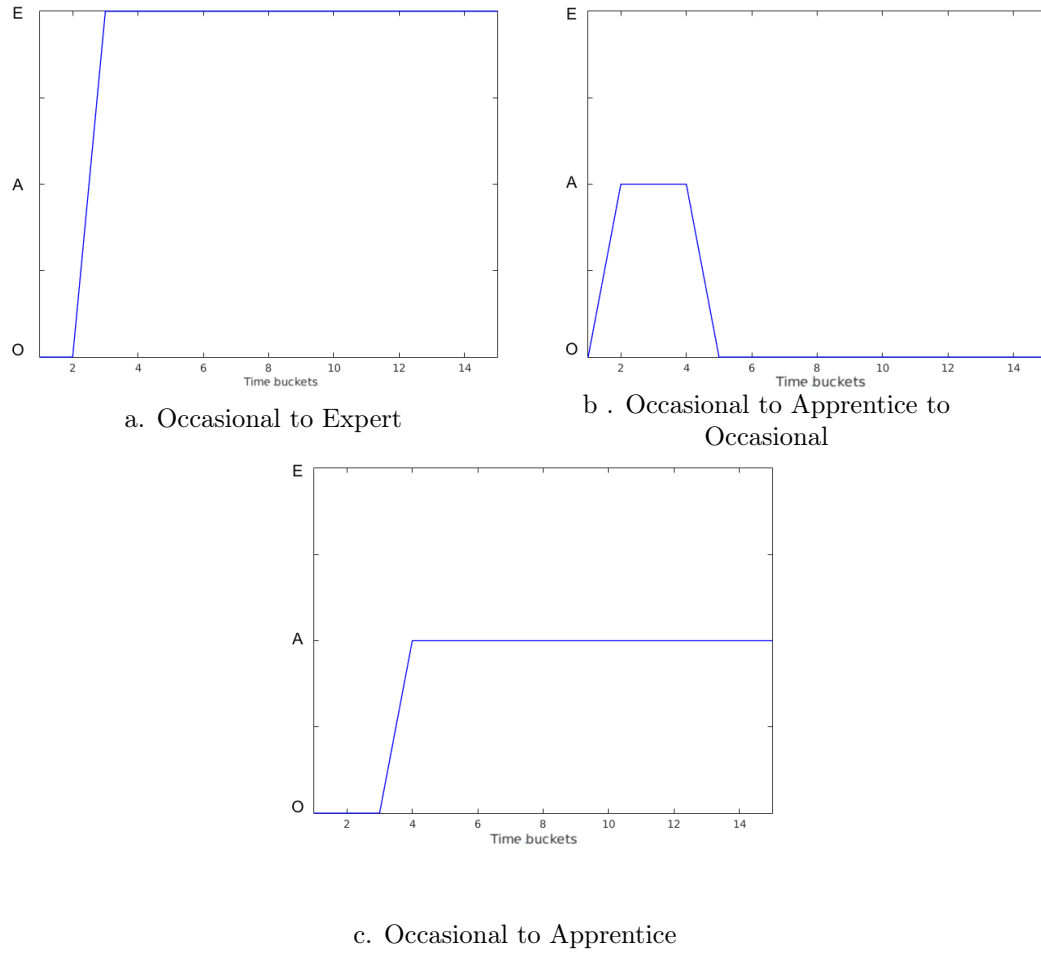 E
A
O
2 4 6 8 10 12 14
Time buckets
a. Occasional to Expert
E
A
O
2 4 6 8 10 12 14
Time buckets
b . Occasional to Apprentice to
Occasional
E
A
O
2 4 6 8 10 12 14
Time buckets
c. Occasional to Apprentice